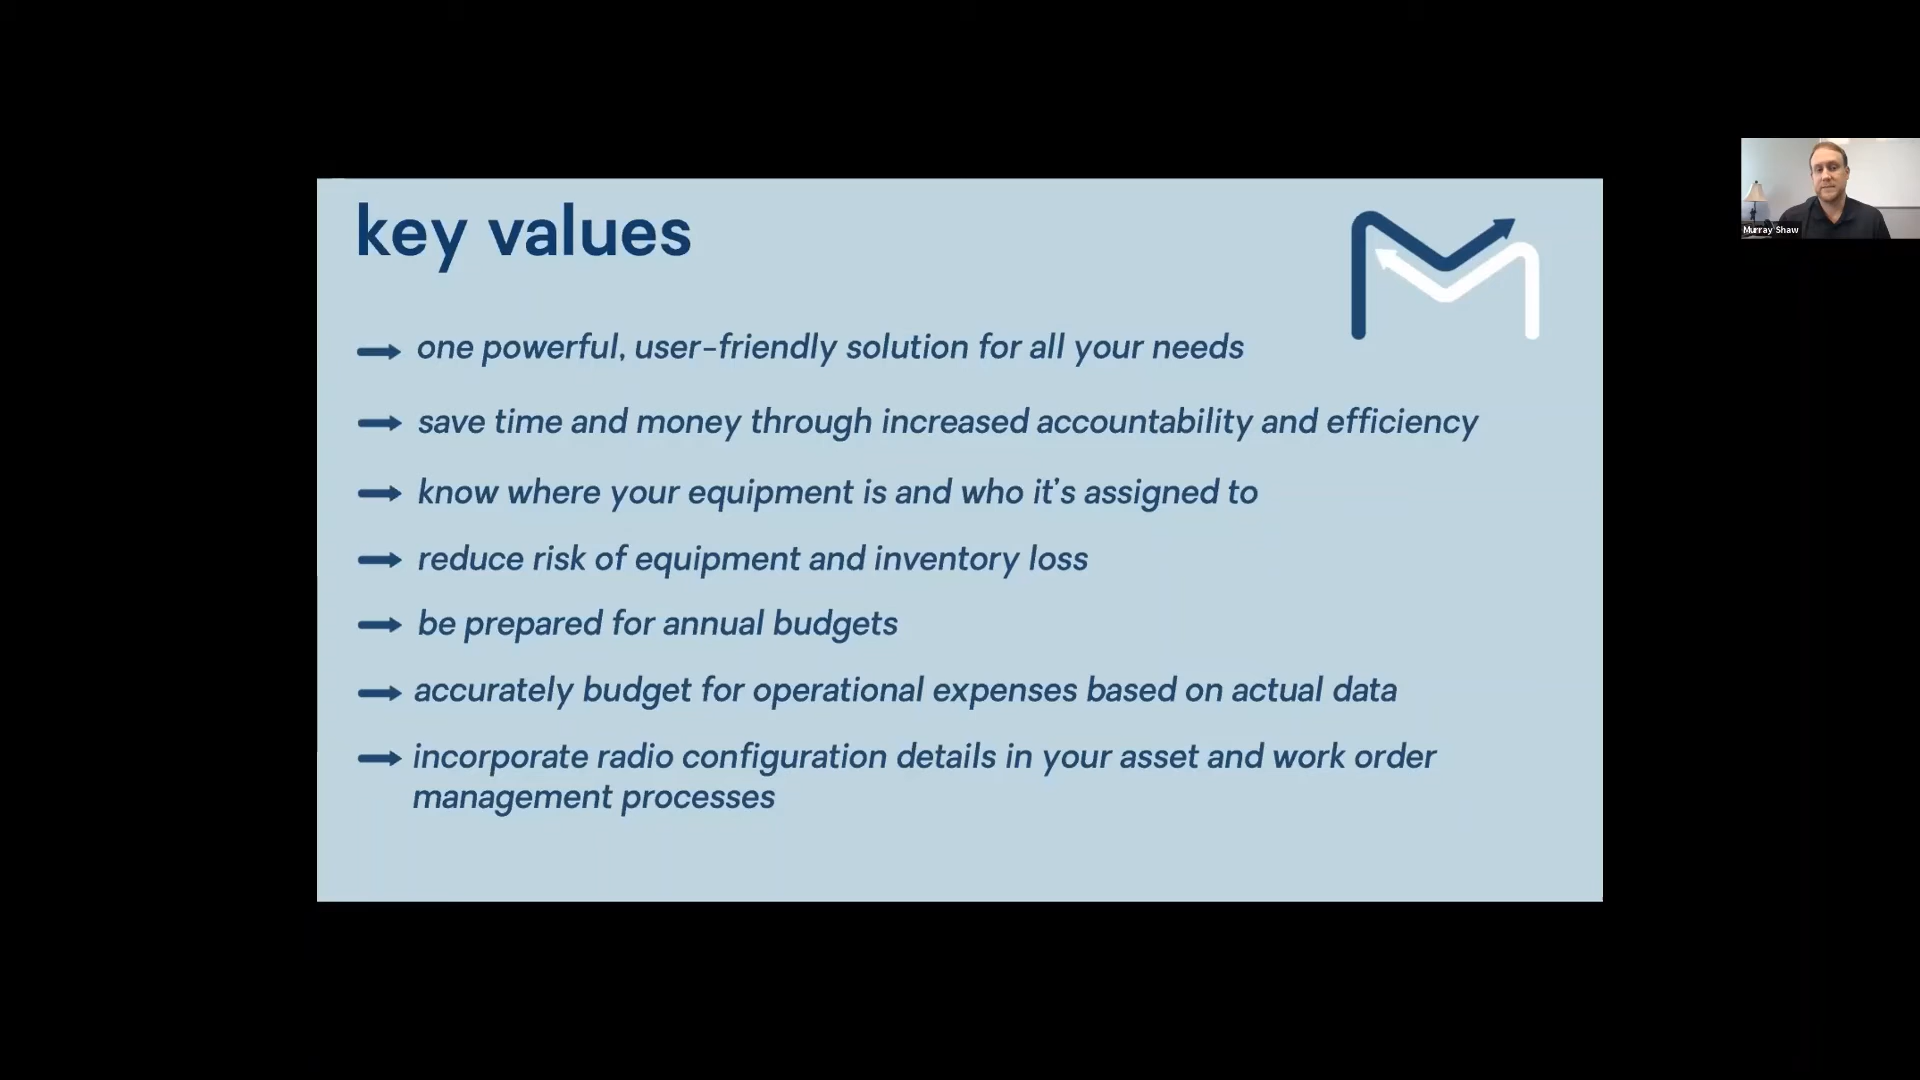 key values
one powerful, user-friendly solution for all your needs
save time and money through increased accountability and efficiency
know where your equipment is and who it's assigned to
reduce risk of equipment and inventory loss
be prepared for annual budgets
accurately budget for operational expenses based on actual data
incorporate radio configuration details in your asset and work order
management processes
Murray Shaw